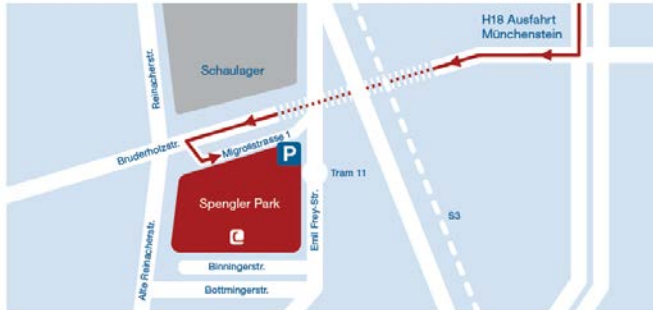 H18 Ausfahrt
Münchenstein
Reinacherstr.
Schaulager
Bruderholzstr.
Migrolstrasse 1
P
Tram 11
Spengler Park
Emil Frey-Str.
S3
Alte Reinacherstr.
Binningerstr.
Bottmingerstr.